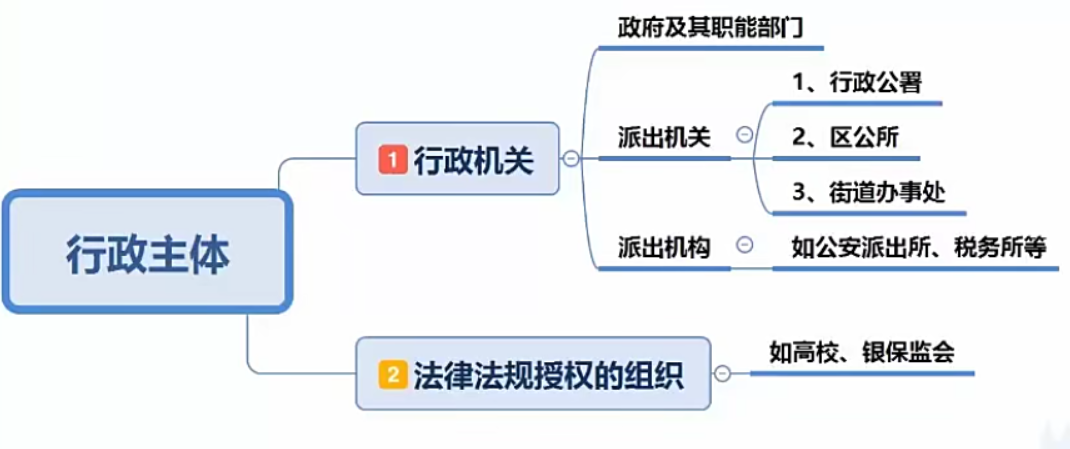 行政主体
1 行政机关
政府及其职能部门
派出机关
1、行政公署
2、区公所
3、街道办事处
派出机构
如公安派出所、税务所等
2 法律法规授权的组织
如高校、银保监会